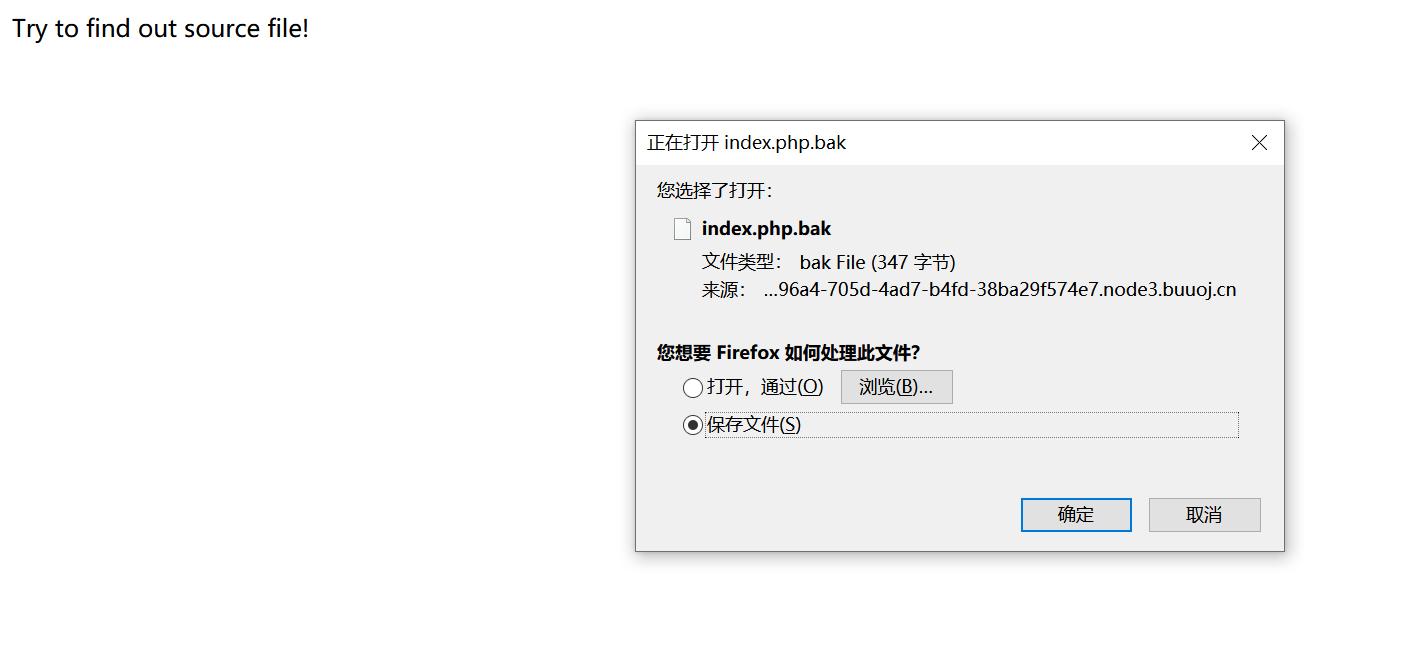 Try to find out source file!
正在打开 index.php.bak
您选择了打开：
index.php.bak
文件类型： bak File (347 字节)
来源： ...96a4-705d-4ad7-b4fd-38ba29f574e7.node3.buuoj.cn
您想要 Firefox 如何处理此文件?
打开，通过(O) 浏览(B)...
保存文件(S)
确定 取消